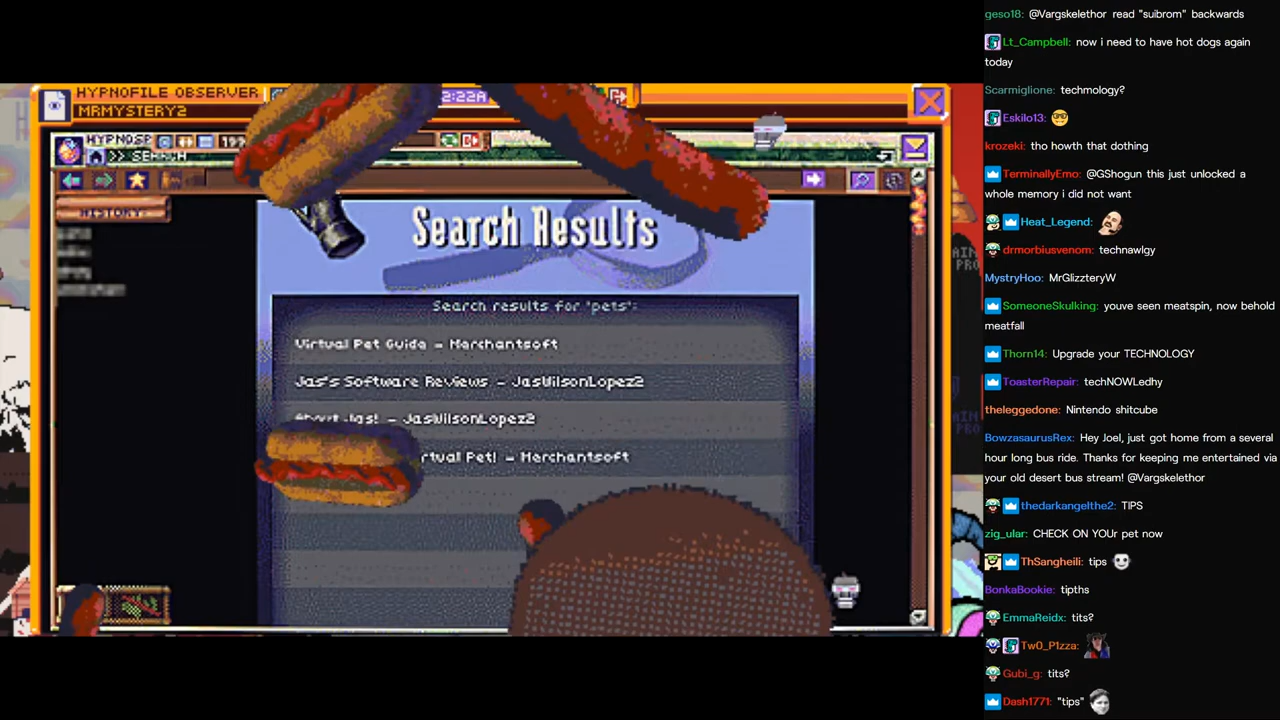 HYPNOFILE OBSERVER
MRMYSTERY2
2:22A
HYPNOSP
199
>> SEARCH
HISTORY
Search Results
Search results for "pets":
Virtual Pet Guide - Merchantsoft
Jas's Software Reviews - JasWilsonLopez2
About Jas! - JasWilsonLopez2
rtual Pet! - Merchantsoft
geso18: @Vargskelethor read "suibrom" backwards
Lt_Campbell: now i need to have hot dogs again
today
Scarmiglione: techmology?
Eskilo13:
krozeki: tho howth that dothing
TerminallyEmo: @GShogun this just unlocked a
whole memory i did not want
Heat_Legend:
drmorbiusvenom: technawlgy
MystryHoo: MrGlizzteryW
SomeoneSkulking: youve seen meatspin, now behold
meatfall
Thorn14: Upgrade your TECHNOLOGY
ToasterRepair: techNOWLedhy
theleggedone: Nintendo shitcube
BowzasaurusRex: Hey Joel, just got home from a several
hour long bus ride. Thanks for keeping me entertained via
your old desert bus stream! @Vargskelethor
thedarkangelthe2: TIPS
zig_ular: CHECK ON YOUr pet now
ThSangheili: tips
BonkaBookie: tipths
EmmaReidx: tits?
Tw0_P1zza:
Gubi_g: tits?
Dash1771: "tips"